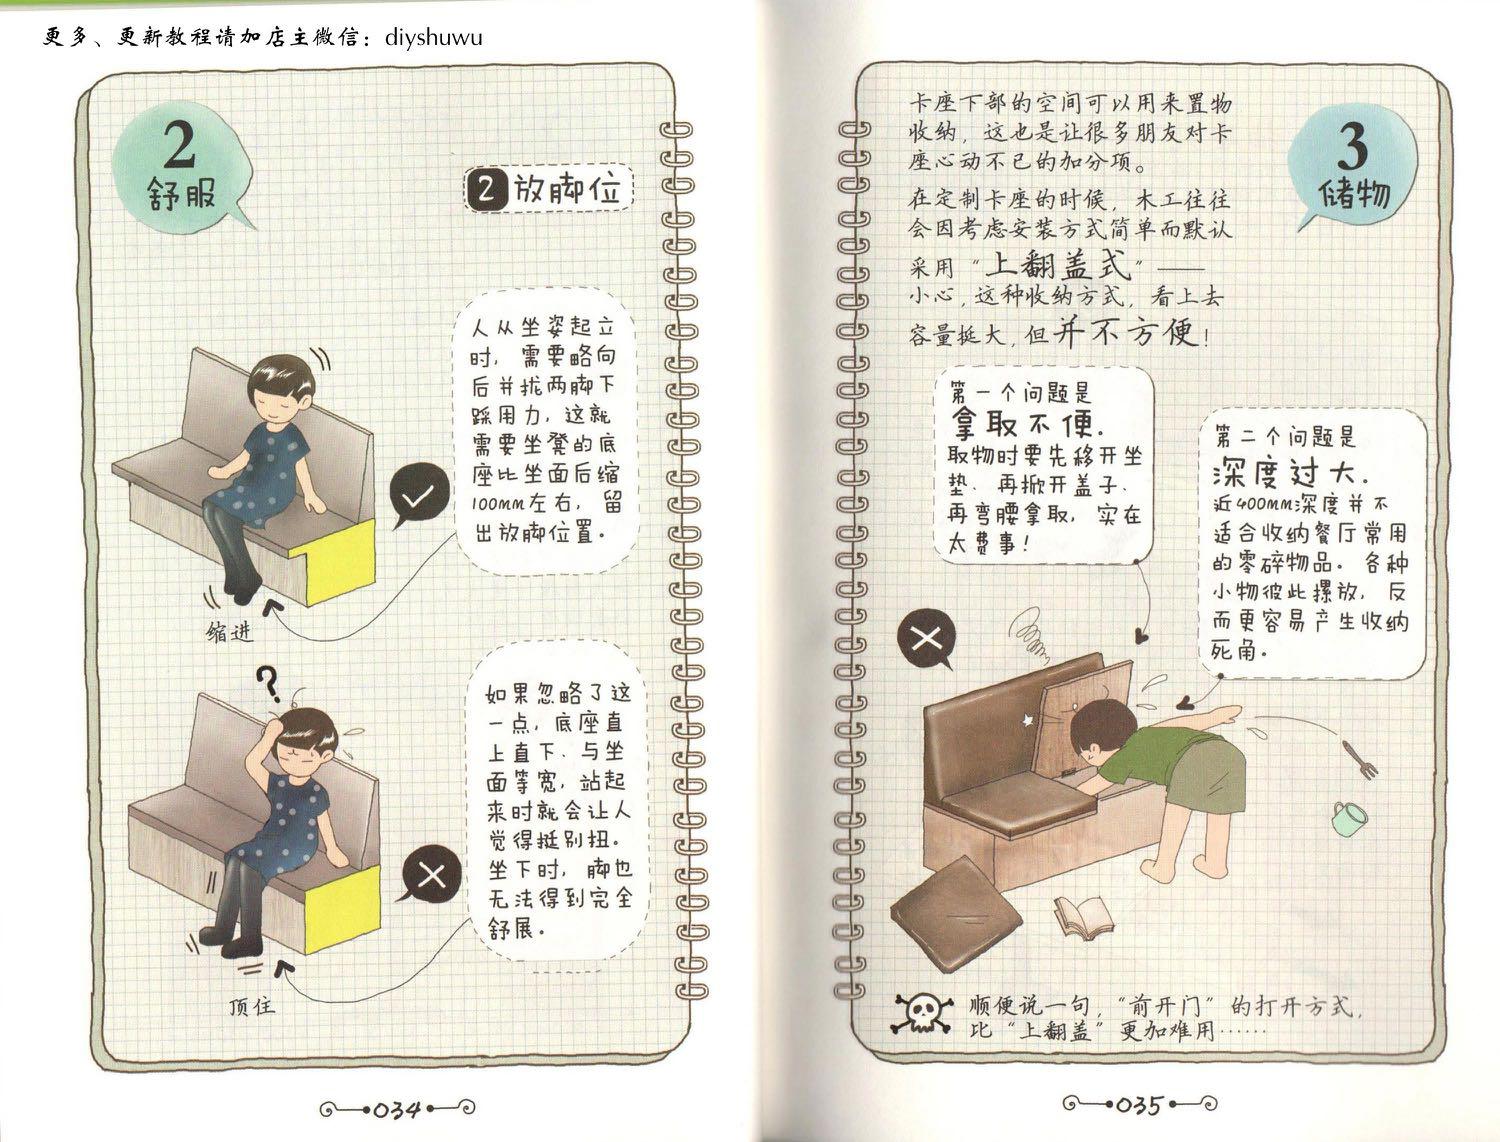 更多、更新教程请加店主微信：diyshuwu
2
舒服
2 放脚位
人从坐姿起立
时，需要略向
后并拢两脚下
踩用力，这就
需要坐凳的底
座比坐面后缩
100mm左右，留
出放脚位置。
缩进
?
如果忽略了这
一点，底座直
上直下、与坐
面等宽，站起
来时就会让人
觉得挺别扭。
坐下时，脚也
无法得到完全
舒展。
顶住
034
3
储物
卡座下部的空间可以用来置物
收纳，这也是让很多朋友对卡
座心动不已的加分项。
在定制卡座的时候，木工往往
会因考虑安装方式简单而默认
采用“上翻盖式”——
小心，这种收纳方式，看上去
容量挺大，但并不方便！
第一个问题是
拿取不便.
取物时要先移开坐
垫、再掀开盖子、
再弯腰拿取，实在
太费事！
第二个问题是
深度过大.
近400mm深度并不
适合收纳餐厅常用
的零碎物品。各种
小物彼此摞放，反
而更容易产生收纳
死角。
顺便说一句，“前开门”的打开方式，
比“上翻盖”更加难用……
035